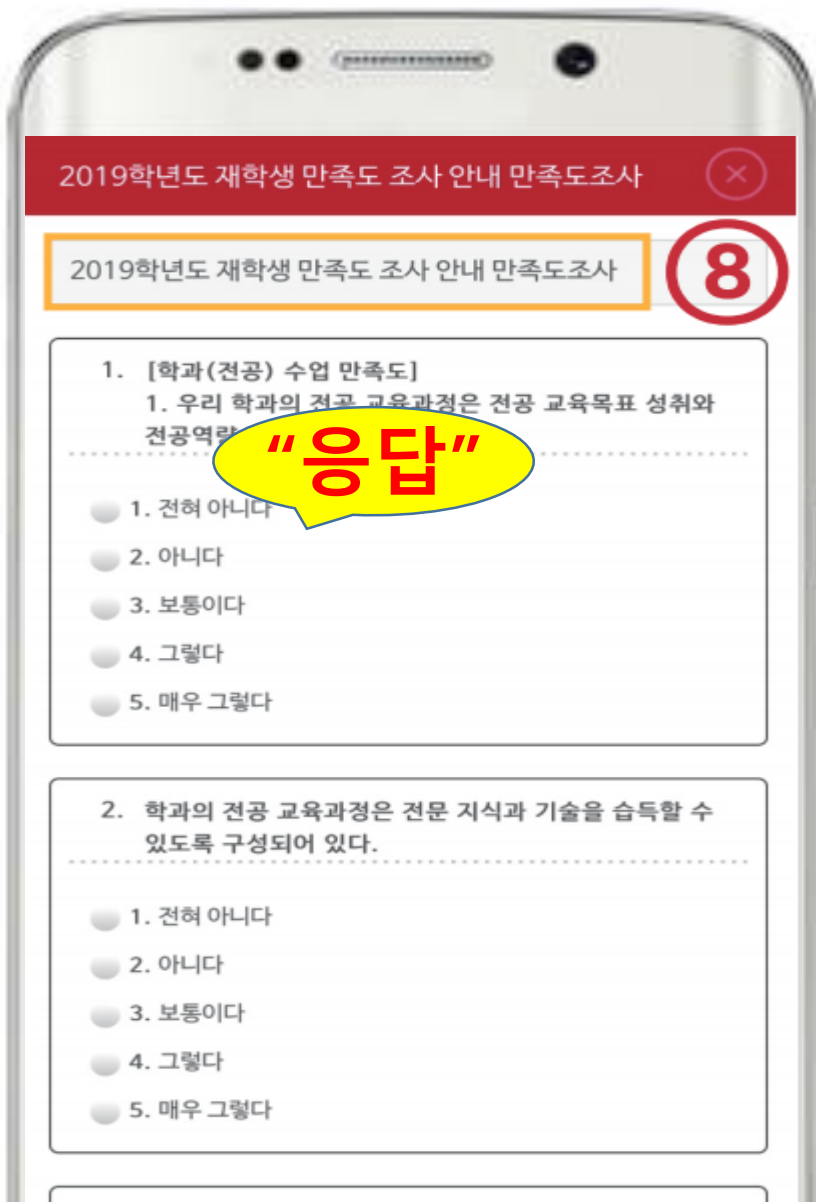 2019학년도 재학생 만족도 조사 안내 만족도조사
2019학년도 재학생 만족도 조사 안내 만족도조사
8
1. [학과(전공) 수업 만족도]
1. 우리 학과의 전공 교육과정은 전공 교육목표 성취와
전공역량
“응답”
1. 전혀 아니다
2. 아니다
3. 보통이다
4. 그렇다
5. 매우 그렇다
2. 학과의 전공 교육과정은 전문 지식과 기술을 습득할 수
있도록 구성되어 있다.
1. 전혀 아니다
2. 아니다
3. 보통이다
4. 그렇다
5. 매우 그렇다